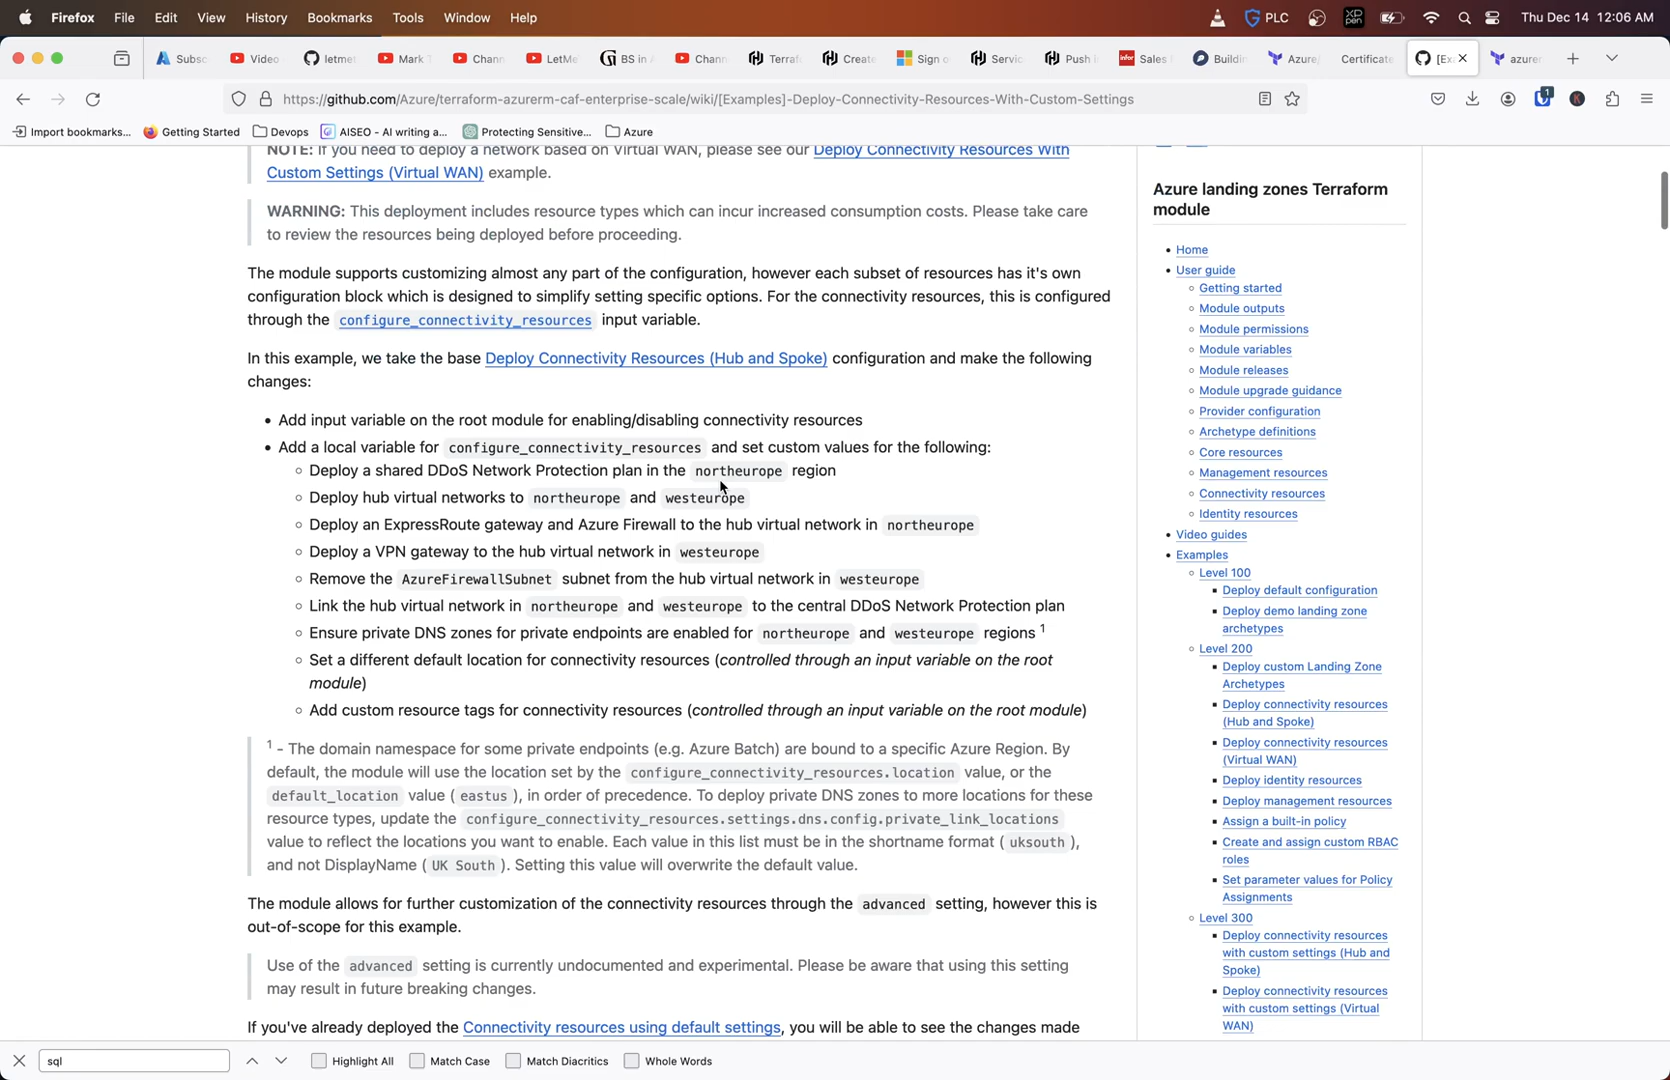 Firefox File Edit View History Bookmarks Tools Window Help PLC Thu Dec 14 12:06 AM
Subsc Video letmet Mark T Chann LetMe BS in A Chann Terraf Create Sign o Servic Push i Sales Buildin Azure/ Certificate [Ex azurer
https://github.com/Azure/terraform-azurerm-caf-enterprise-scale/wiki/[Examples]-Deploy-Connectivity-Resources-With-Custom-Settings
Import bookmarks... Getting Started Devops AISEO - AI writing a... Protecting Sensitive... Azure
NOTE: If you need to deploy a network based on Virtual WAN, please see our Deploy Connectivity Resources With
Custom Settings (Virtual WAN) example.
WARNING: This deployment includes resource types which can incur increased consumption costs. Please take care
to review the resources being deployed before proceeding.
The module supports customizing almost any part of the configuration, however each subset of resources has it's own
configuration block which is designed to simplify setting specific options. For the connectivity resources, this is configured
through the configure_connectivity_resources input variable.
In this example, we take the base Deploy Connectivity Resources (Hub and Spoke) configuration and make the following
changes:
• Add input variable on the root module for enabling/disabling connectivity resources
• Add a local variable for configure_connectivity_resources and set custom values for the following:
○ Deploy a shared DDoS Network Protection plan in the northeurope region
○ Deploy hub virtual networks to northeurope and westeurope
○ Deploy an ExpressRoute gateway and Azure Firewall to the hub virtual network in northeurope
○ Deploy a VPN gateway to the hub virtual network in westeurope
○ Remove the AzureFirewallSubnet subnet from the hub virtual network in westeurope
○ Link the hub virtual network in northeurope and westeurope to the central DDoS Network Protection plan
○ Ensure private DNS zones for private endpoints are enabled for northeurope and westeurope regions 1
○ Set a different default location for connectivity resources (controlled through an input variable on the root
module)
○ Add custom resource tags for connectivity resources (controlled through an input variable on the root module)
1 - The domain namespace for some private endpoints (e.g. Azure Batch) are bound to a specific Azure Region. By
default, the module will use the location set by the configure_connectivity_resources.location value, or the
default_location value ( eastus ), in order of precedence. To deploy private DNS zones to more locations for these
resource types, update the configure_connectivity_resources.settings.dns.config.private_link_locations
value to reflect the locations you want to enable. Each value in this list must be in the shortname format ( uksouth ),
and not DisplayName ( UK South ). Setting this value will overwrite the default value.
The module allows for further customization of the connectivity resources through the advanced setting, however this is
out-of-scope for this example.
Use of the advanced setting is currently undocumented and experimental. Please be aware that using this setting
may result in future breaking changes.
If you've already deployed the Connectivity resources using default settings, you will be able to see the changes made
Azure landing zones Terraform
module
• Home
• User guide
○ Getting started
○ Module outputs
○ Module permissions
○ Module variables
○ Module releases
○ Module upgrade guidance
○ Provider configuration
○ Archetype definitions
○ Core resources
○ Management resources
○ Connectivity resources
○ Identity resources
• Video guides
• Examples
○ Level 100
▪ Deploy default configuration
▪ Deploy demo landing zone
archetypes
○ Level 200
▪ Deploy custom Landing Zone
Archetypes
▪ Deploy connectivity resources
(Hub and Spoke)
▪ Deploy connectivity resources
(Virtual WAN)
▪ Deploy identity resources
▪ Deploy management resources
▪ Assign a built-in policy
▪ Create and assign custom RBAC
roles
▪ Set parameter values for Policy
Assignments
○ Level 300
▪ Deploy connectivity resources
with custom settings (Hub and
Spoke)
▪ Deploy connectivity resources
with custom settings (Virtual
WAN)
sql Highlight All Match Case Match Diacritics Whole Words